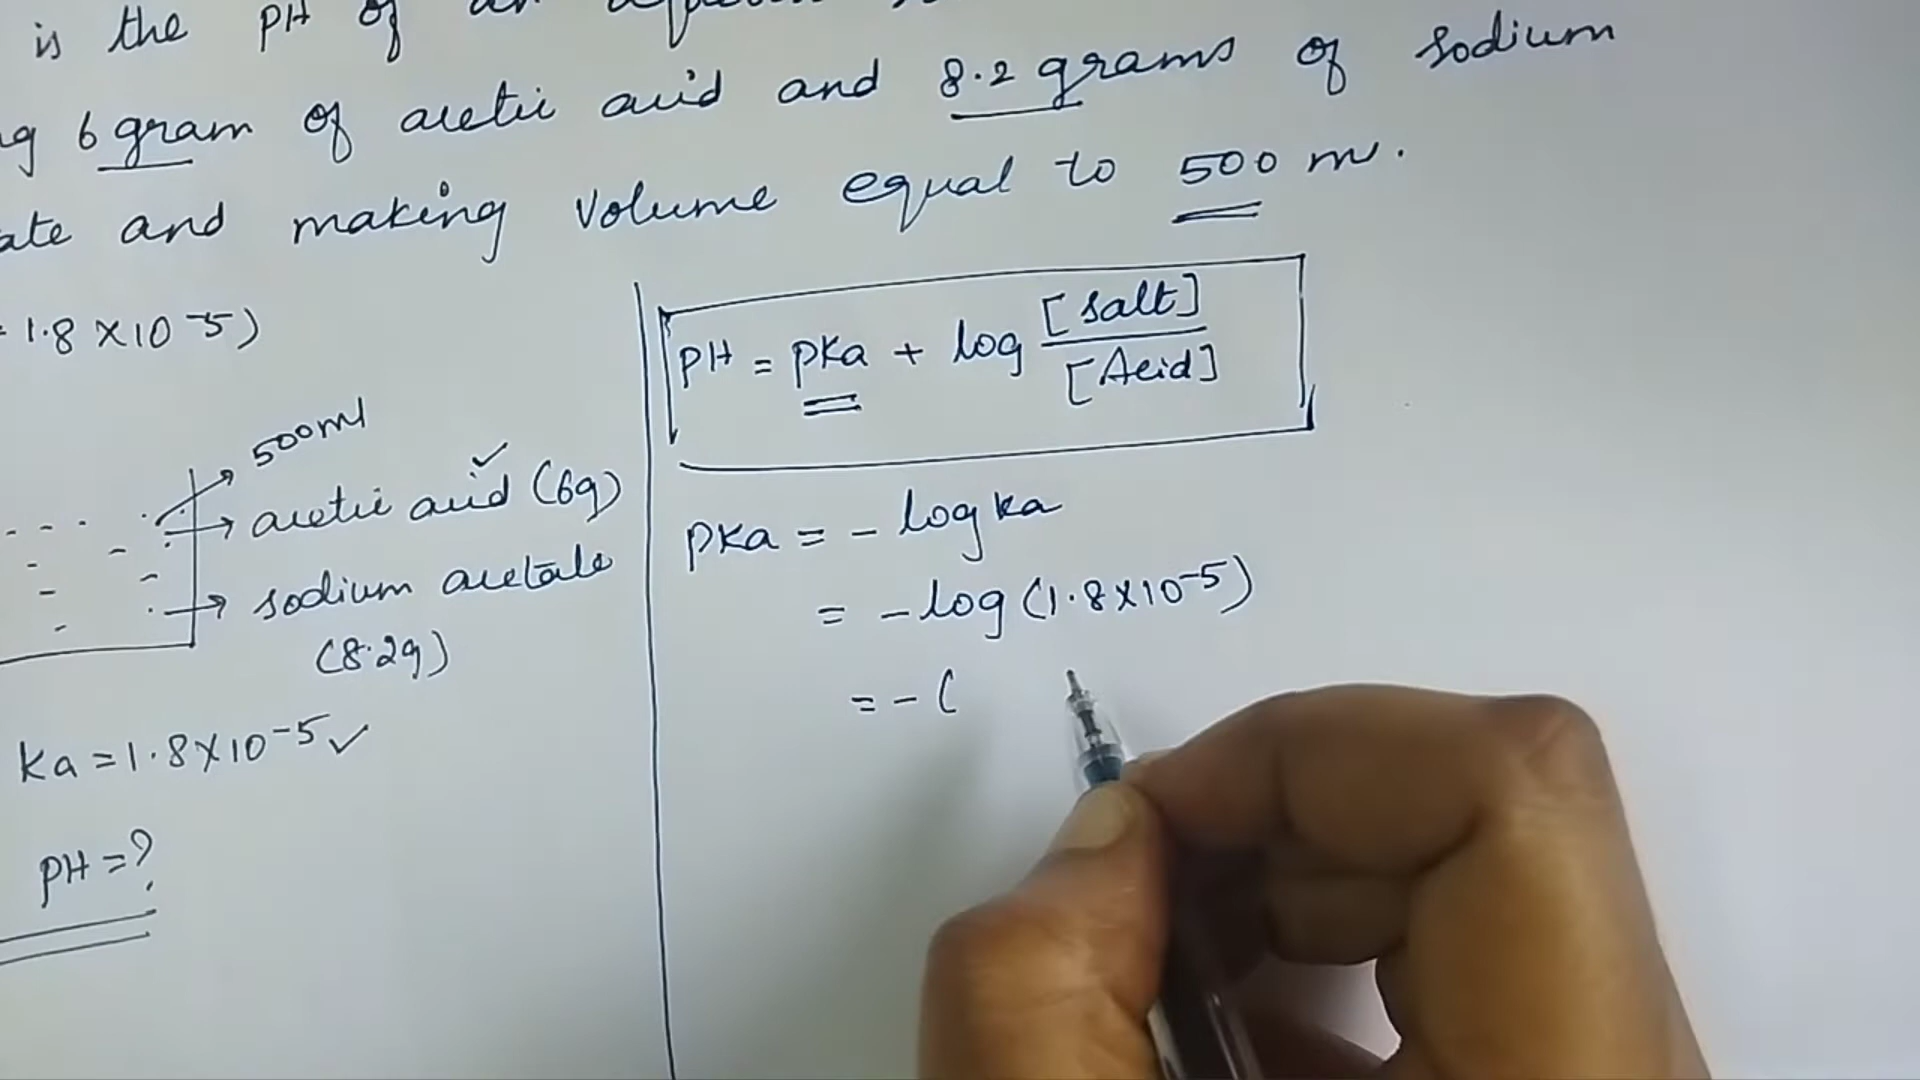 is the PH of an
6 gram of acetic acid and 8.2 grams of sodium
and making volume equal to 500 ml.
= 1.8 × 10⁻⁵)
500ml
acetic acid (6g)
sodium acetate
(8.2g)
Ka = 1.8×10⁻⁵ ✓
PH = ?
PH = PKa + log [salt]/[Acid]
PKa = - log ka
= - log (1.8×10⁻⁵)
= - (